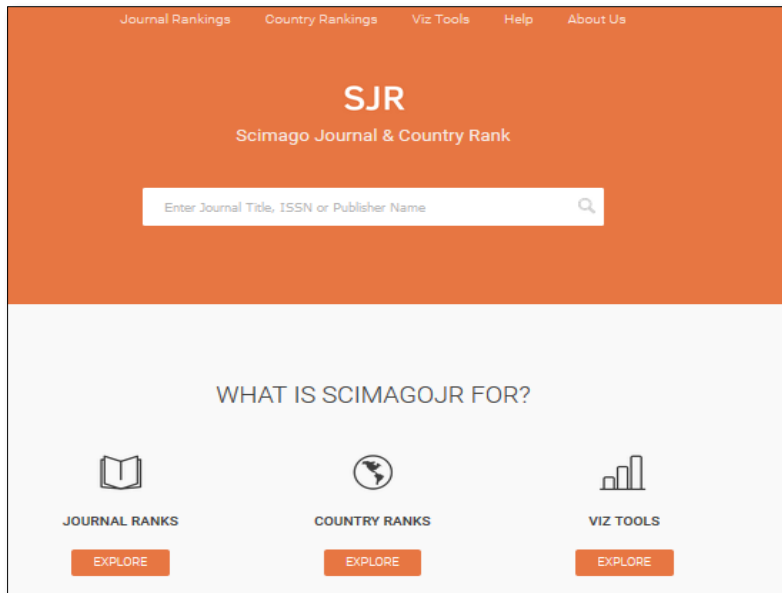 Journal Rankings Country Rankings Viz Tools Help About Us
SJR
Scimago Journal & Country Rank
Enter Journal Title, ISSN or Publisher Name
WHAT IS SCIMAGOJR FOR?
JOURNAL RANKS COUNTRY RANKS VIZ TOOLS
EXPLORE EXPLORE EXPLORE